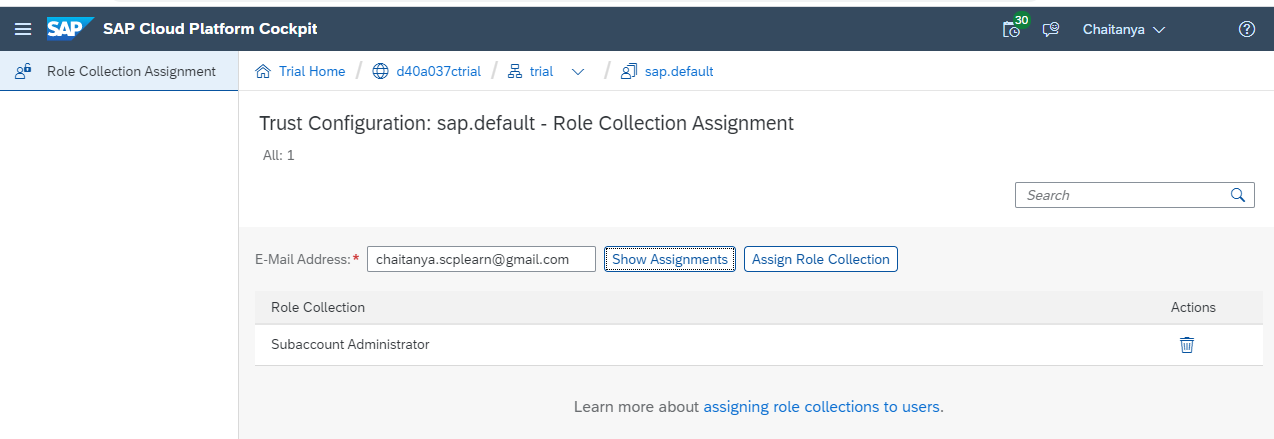 SAP SAP Cloud Platform Cockpit 30 Chaitanya
Role Collection Assignment
Trial Home / d40a037ctrial / trial / sap.default
Trust Configuration: sap.default - Role Collection Assignment
All: 1
Search
E-Mail Address:* chaitanya.scplearn@gmail.com Show Assignments Assign Role Collection
Role Collection Actions
Subaccount Administrator
Learn more about assigning role collections to users.